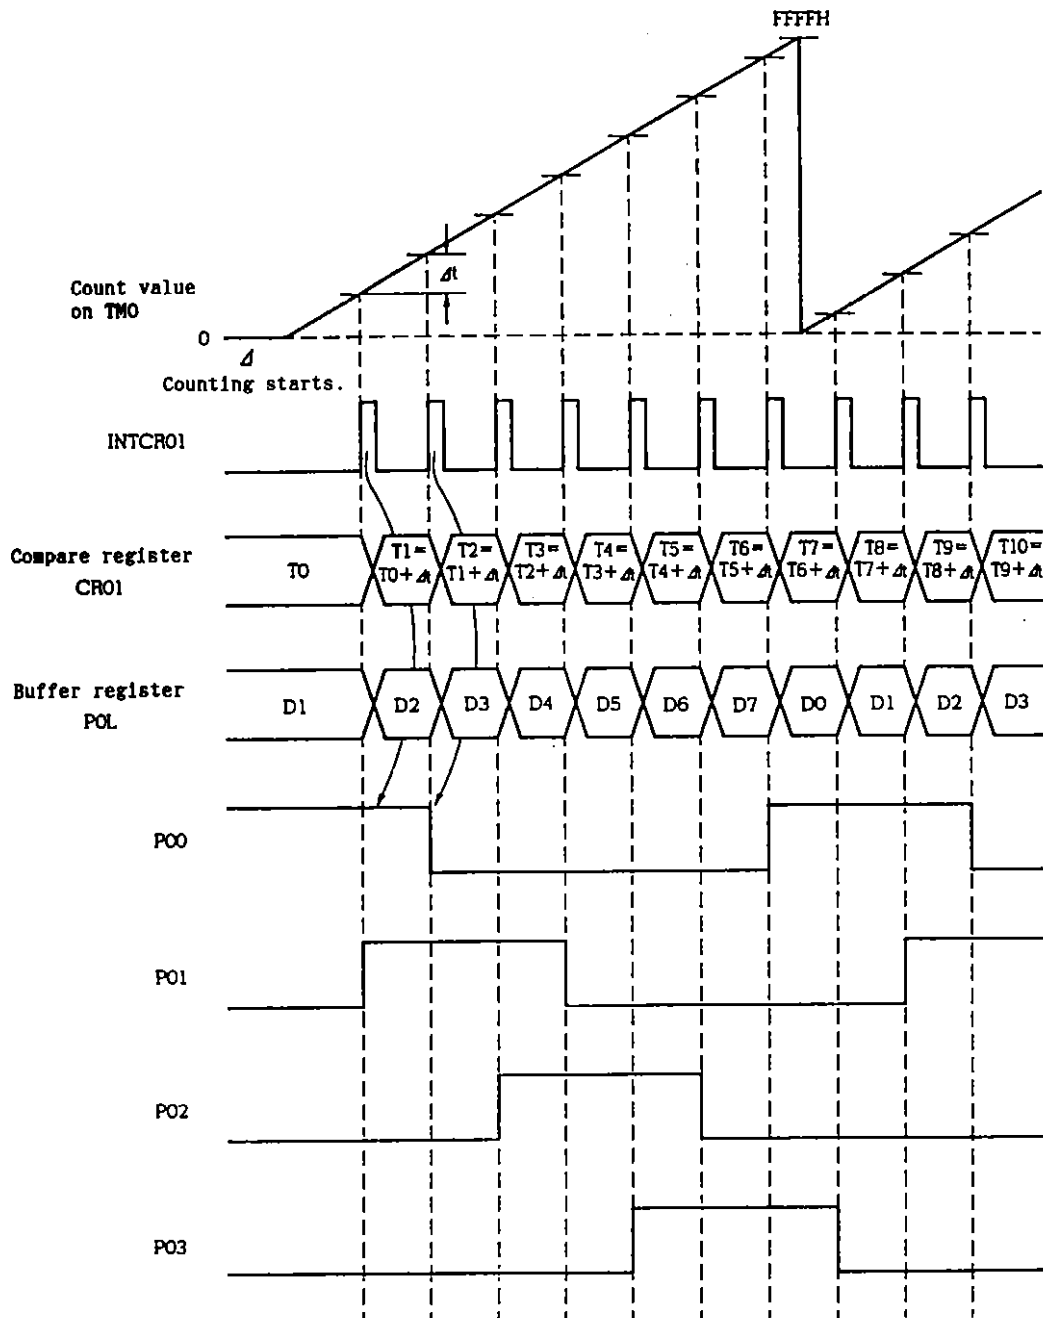 FFFFH
Δt
Count value
on TMO
0
Δ
Counting starts.
INTCR01
Compare register
CR01
T0
T1=
T0+Δt
T2=
T1+Δt
T3=
T2+Δt
T4=
T3+Δt
T5=
T4+Δt
T6=
T5+Δt
T7=
T6+Δt
T8=
T7+Δt
T9=
T8+Δt
T10=
T9+Δt
Buffer register
POL
D1 D2 D3 D4 D5 D6 D7 D0 D1 D2 D3
P00
P01
P02
P03